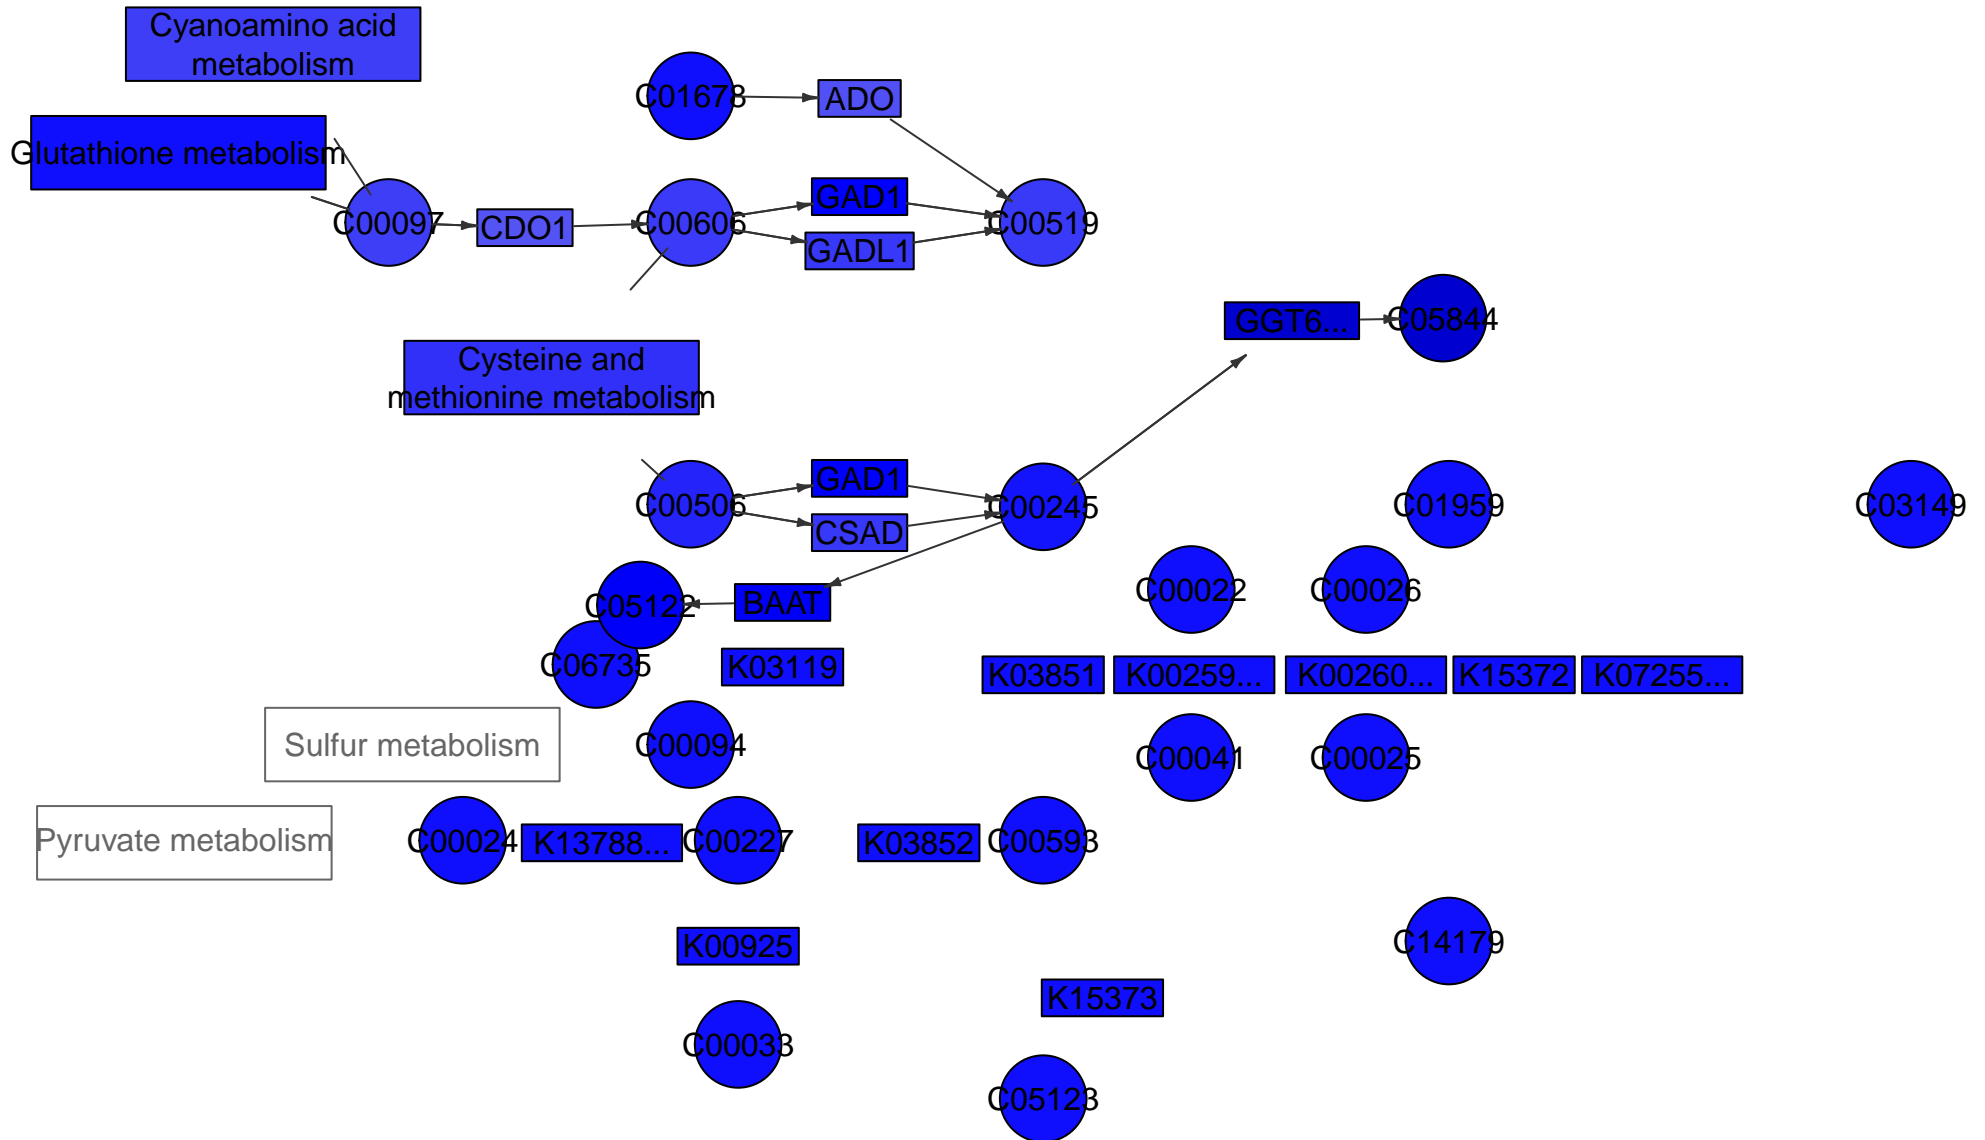 Cyanoamino acid
metabolism
C01678
ADO
Glutathione metabolism
C00097
CDO1
C00606
GAD1
GADL1
C00519
GGT6...
C05844
Cysteine and
methionine metabolism
C00506
GAD1
CSAD
C00245
C01959
C03149
C05122
BAAT
C00022
C00026
C06735
K03119
K03851
K00259...
K00260...
K15372
K07255...
Sulfur metabolism
C00094
C00041
C00025
Pyruvate metabolism
C00024
K13788...
C00227
K03852
C00593
K00925
C14179
K15373
C00033
C05123